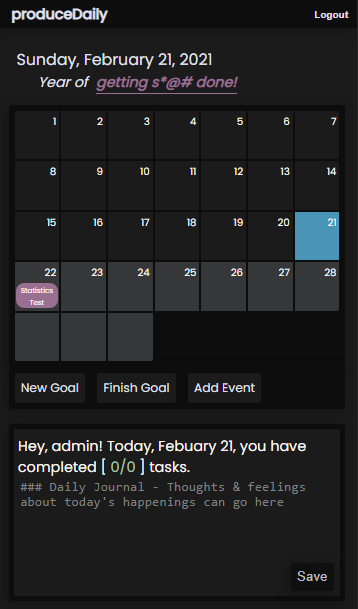 produceDaily Logout
Sunday, February 21, 2021
Year of getting s*@# done!
1 2 3 4 5 6 7
8 9 10 11 12 13 14
15 16 17 18 19 20 21
22 23 24 25 26 27 28
Statistics
Test
New Goal Finish Goal Add Event
Hey, admin! Today, Febuary 21, you have
completed [ 0/0 ] tasks.
### Daily Journal - Thoughts & feelings
about today's happenings can go here
Save